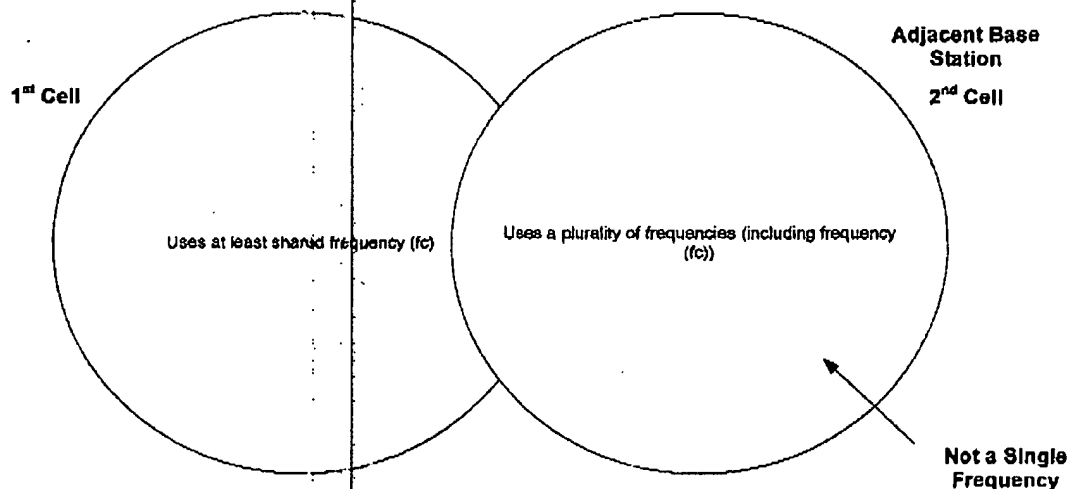 Adjacent Base
Station
1st Cell
2nd Cell
Uses at least shared frequency (fc)
Uses a plurality of frequencies (including frequency
(fc))
Not a Single
Frequency